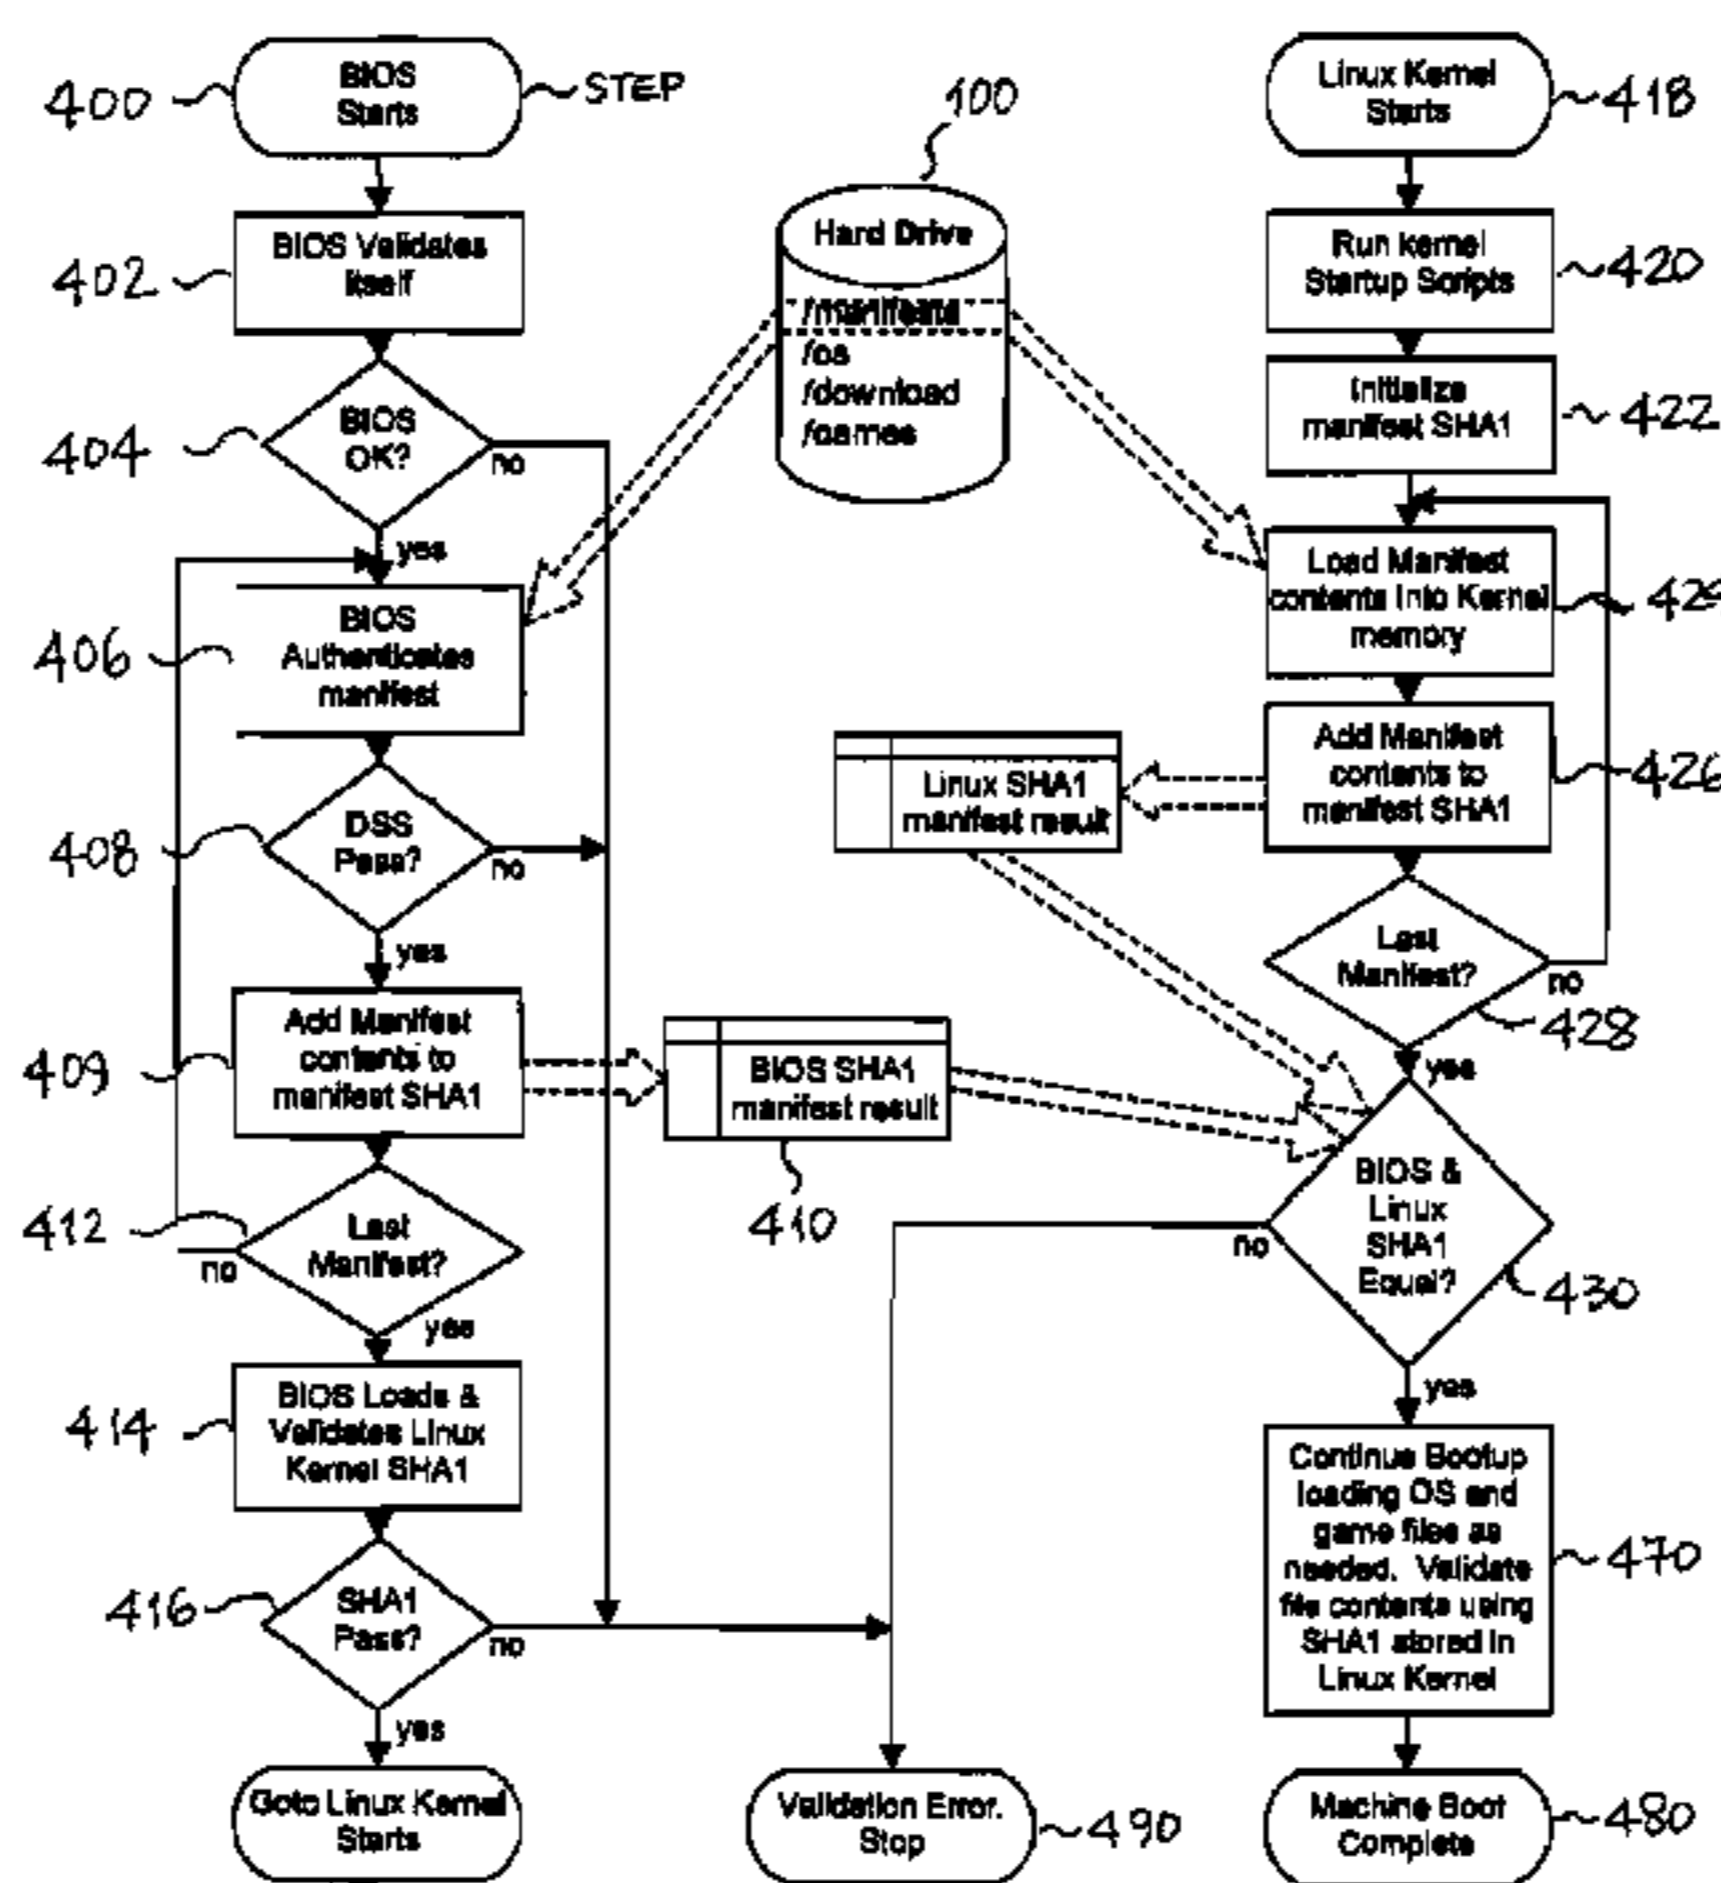 400
BIOS
Starts
STEP
402
BIOS Validates
Itself
404
BIOS
OK?
no
yes
406
BIOS
Authenticates
manifest
408
DSS
Pass?
no
yes
409
Add Manifest
contents to
manifest SHA1
412
Last
Manifest?
no
yes
414
BIOS Loads &
Validates Linux
Kernel SHA1
416
SHA1
Pass?
no
yes
Goto Linux Kernel
Starts
100
Hard Drive
/manifests
/os
/download
/games
Linux SHA1
manifest result
BIOS SHA1
manifest result
410
Validation Error.
Stop
490
Linux Kernel
Starts
418
Run kernel
Startup Scripts
420
Initialize
manifest SHA1
422
Load Manifest
contents Into Kernel
memory
Add Manifest
contents to
manifest SHA1
426
Last
Manifest?
no
428
yes
BIOS &
Linux
SHA1
Equal?
no
430
yes
Continue Bootup
loading OS and
game files as
needed. Validate
file contents using
SHA1 stored in
Linux Kernel
470
Machine Boot
Complete
480